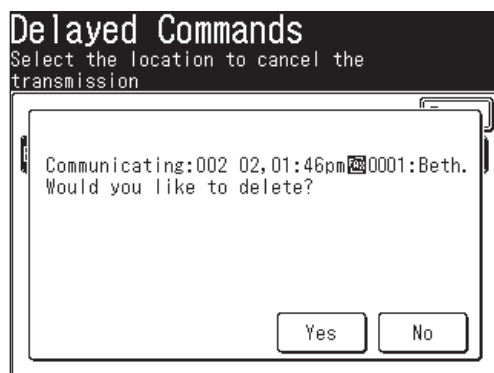 Delayed Commands
Select the location to cancel the
transmission
Communicating:002 02,01:46pm FAX 0001:Beth.
Would you like to delete?
Yes
No